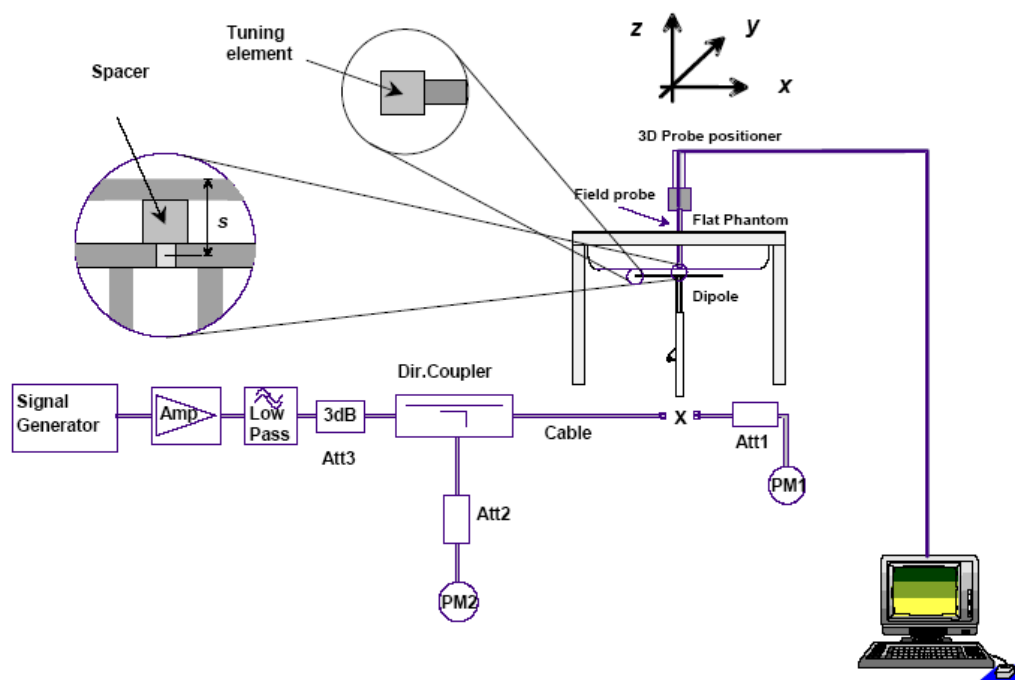 Tuning
element
Spacer
z
y
x
3D Probe positioner
Field probe
Flat Phantom
s
Dipole
Dir.Coupler
Signal
Generator
Amp
Low
Pass
3dB
Att3
Cable
X
Att1
PM1
Att2
PM2